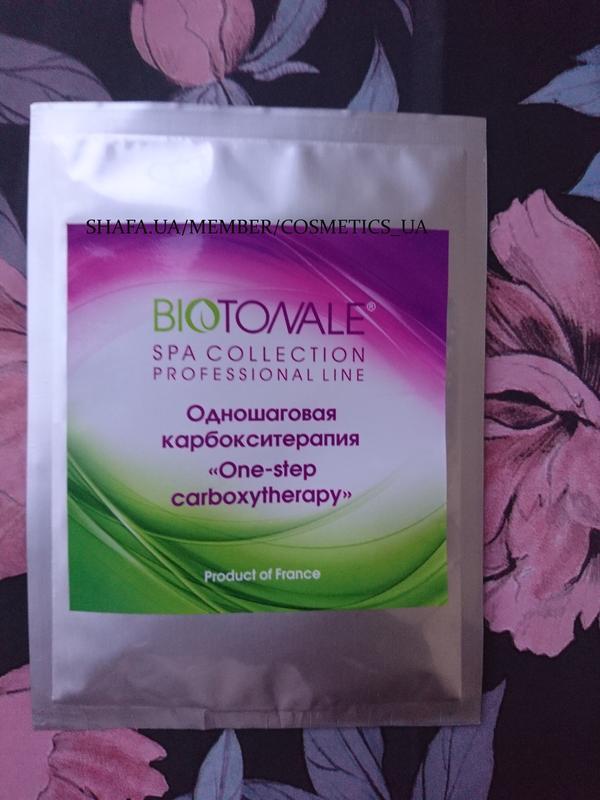 SHAFA.UA/MEMBER/COSMETICS_UA
BIOTONALE®
SPA COLLECTION
PROFESSIONAL LINE
Одношаговая
карбокситерапия
«One-step
carboxytherapy»
Product of France